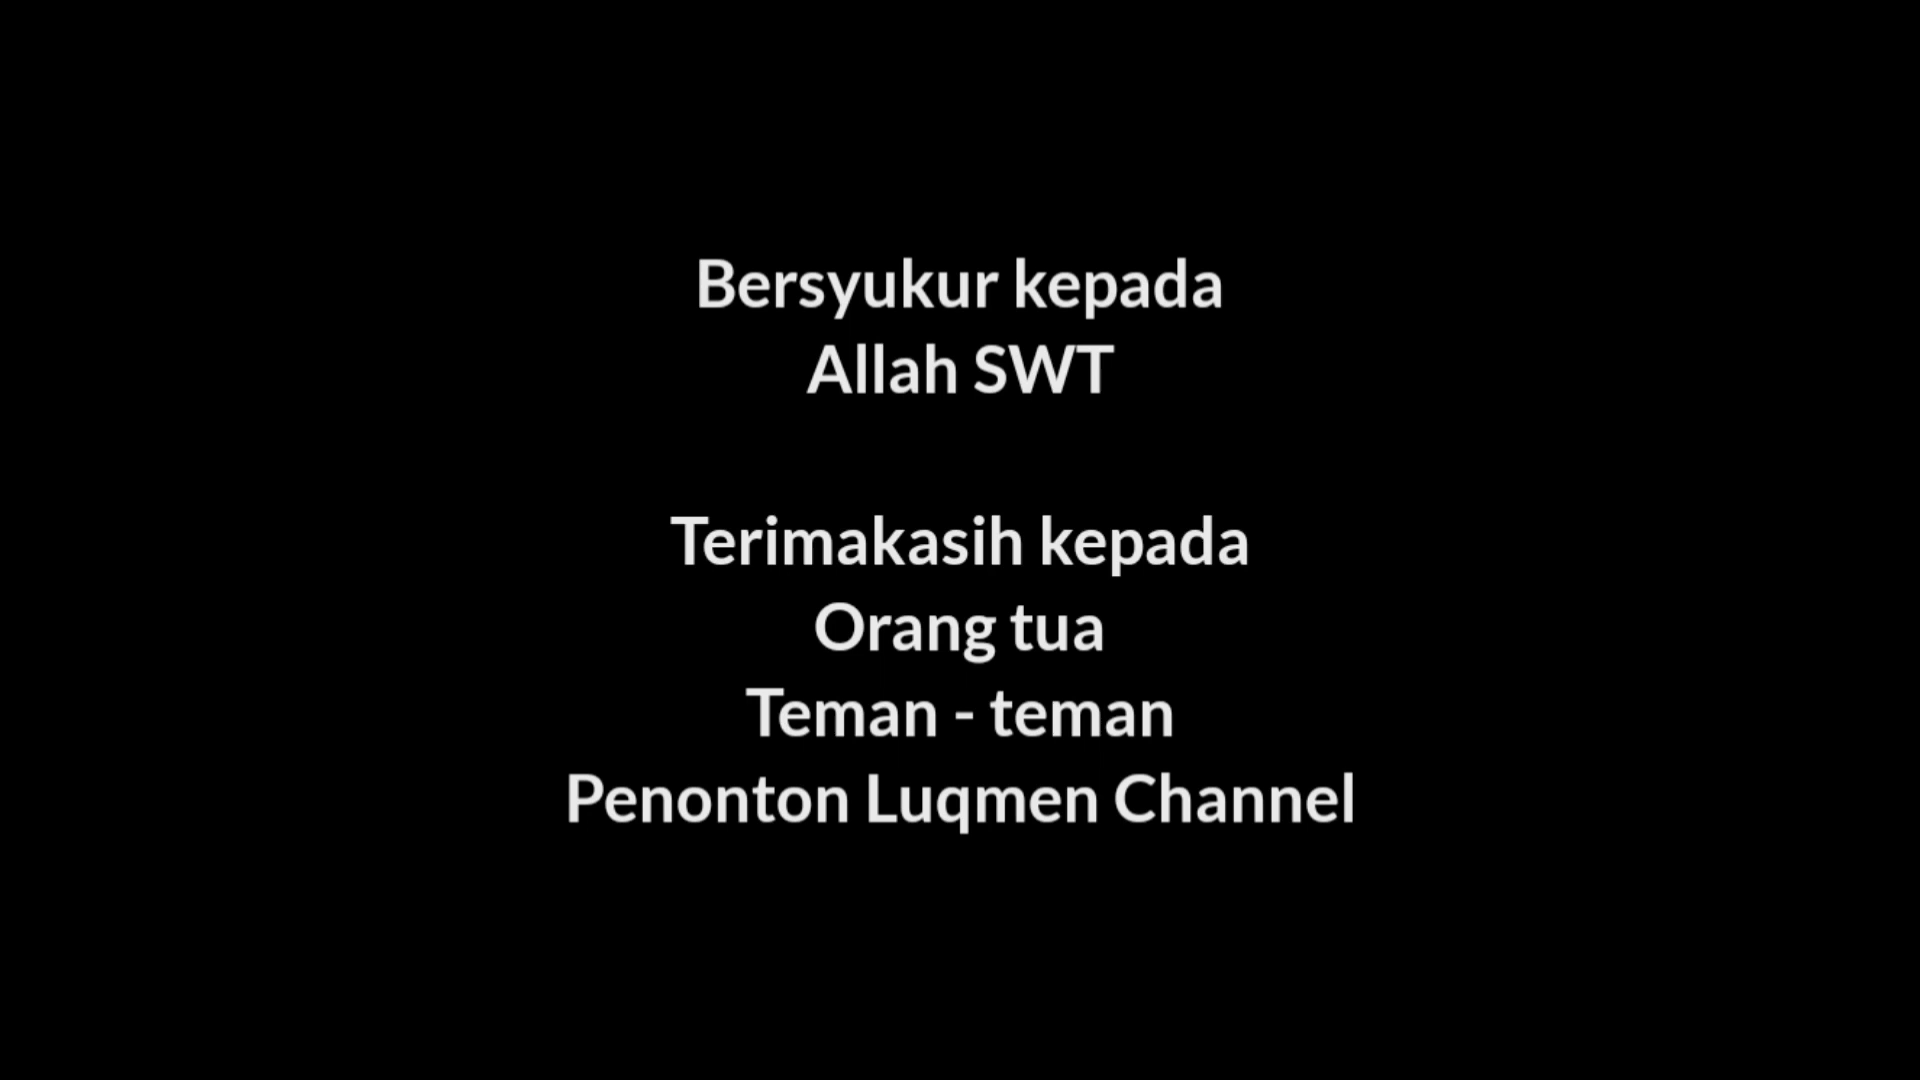 Bersyukur kepada
Allah SWT
Terimakasih kepada
Orang tua
Teman - teman
Penonton Luqmen Channel